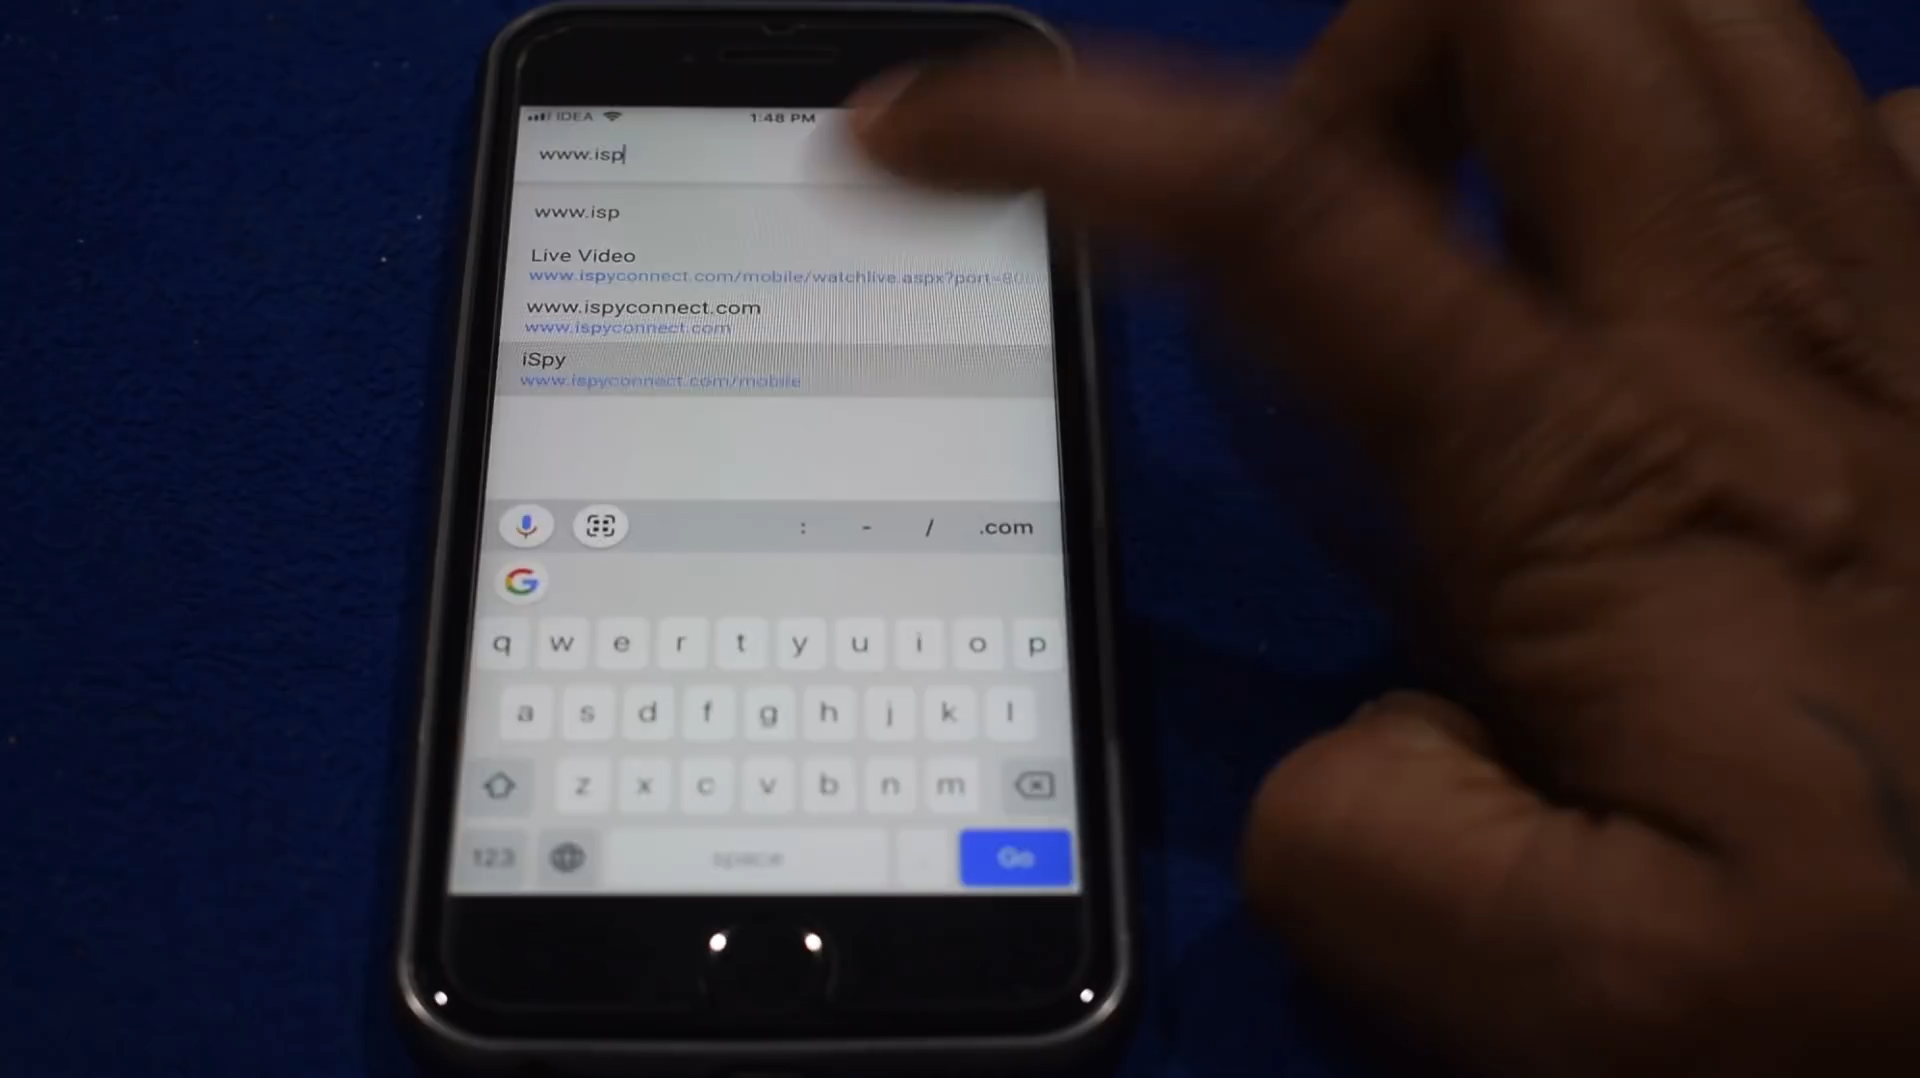 IDEA 1:48 PM
www.isp
www.isp
Live Video
www.ispyconnect.com/mobile/watchlive.aspx?port=80
www.ispyconnect.com
www.ispyconnect.com
iSpy
www.ispyconnect.com/mobile
: - / .com
G
q w e r t y u i o p
a s d f g h j k l
z x c v b n m
123 space Go